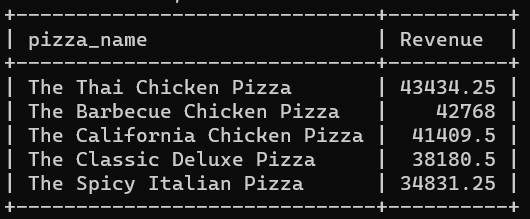 +------------------------------+----------+
| pizza_name                   | Revenue  |
+------------------------------+----------+
| The Thai Chicken Pizza       | 43434.25 |
| The Barbecue Chicken Pizza   |    42768 |
| The California Chicken Pizza |  41409.5 |
| The Classic Deluxe Pizza     |  38180.5 |
| The Spicy Italian Pizza      | 34831.25 |
+------------------------------+----------+